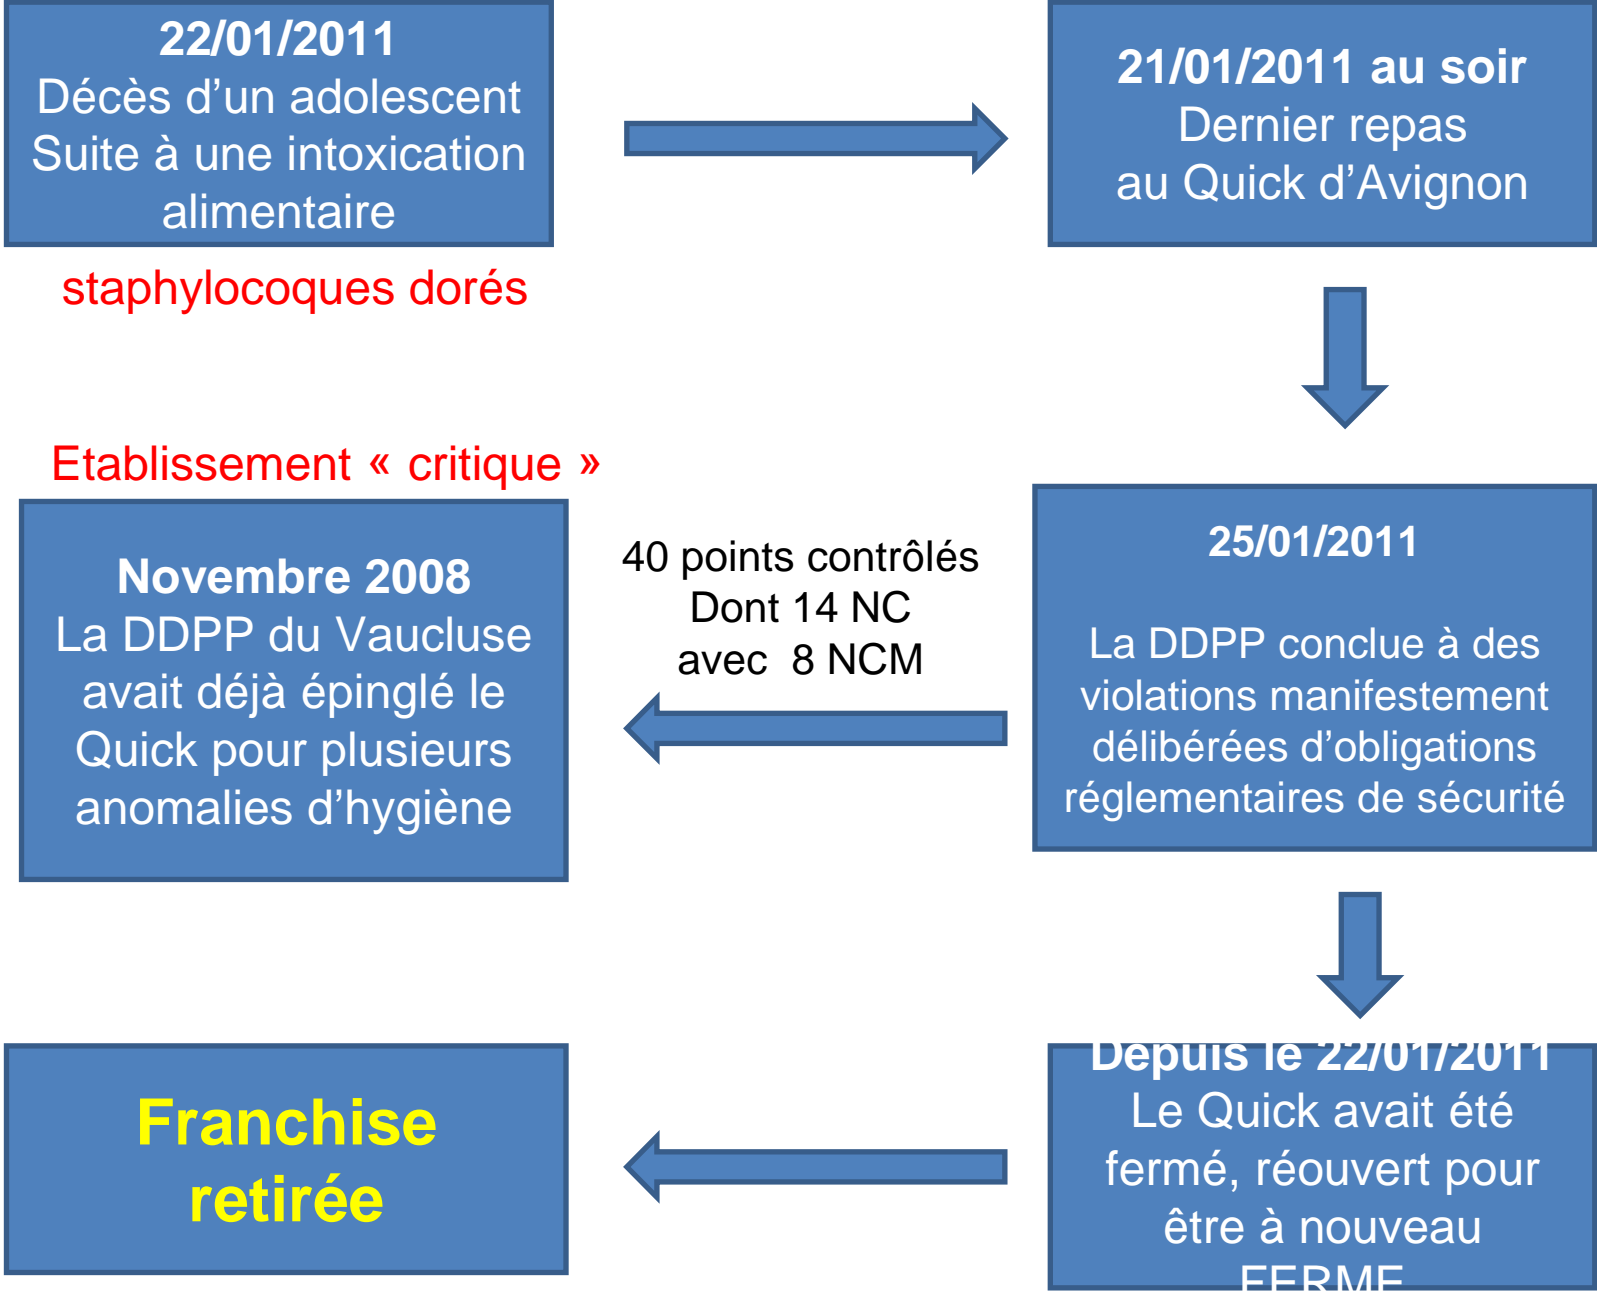 22/01/2011
Décès d’un adolescent
Suite à une intoxication
alimentaire
staphylocoques dorés
21/01/2011 au soir
Dernier repas
au Quick d’Avignon
25/01/2011
La DDPP conclue à des
violations manifestement
délibérées d’obligations
réglementaires de sécurité
40 points contrôlés
Dont 14 NC
avec 8 NCM
Etablissement « critique »
Novembre 2008
La DDPP du Vaucluse
avait déjà épinglé le
Quick pour plusieurs
anomalies d’hygiène
Depuis le 22/01/2011
Le Quick avait été
fermé, réouvert pour
être à nouveau
FERME
Franchise
retirée